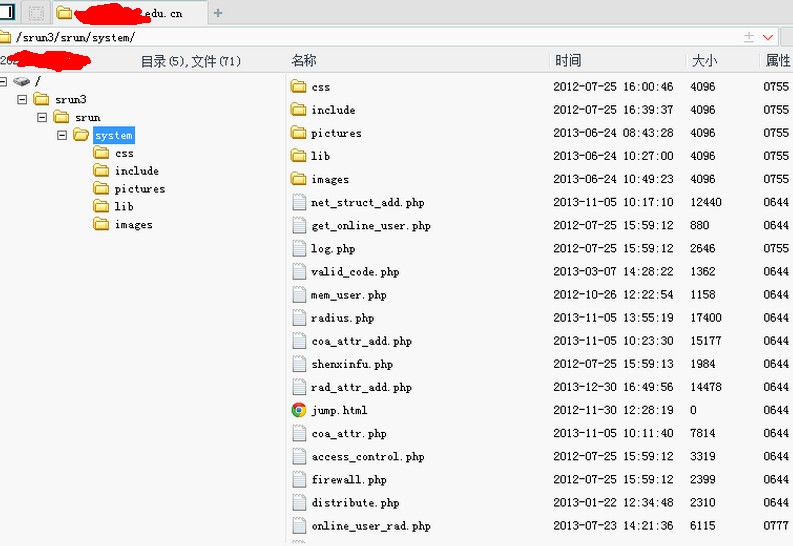 edu.cn
/srun3/srun/system/
目录(5),文件(71) 名称 时间 大小 属性
/
srun3
srun
system
css
include
pictures
lib
images
css 2012-07-25 16:00:46 4096 0755
include 2012-07-25 16:39:37 4096 0755
pictures 2013-06-24 08:43:28 4096 0755
lib 2013-06-24 10:27:00 4096 0755
images 2013-06-24 10:49:23 4096 0755
net_struct_add.php 2013-11-05 10:17:10 12440 0644
get_online_user.php 2012-07-25 15:59:12 880 0644
log.php 2012-07-25 15:59:12 2646 0755
valid_code.php 2013-03-07 14:28:22 1362 0644
mem_user.php 2012-10-26 12:22:54 1158 0644
radius.php 2013-11-05 13:55:19 17400 0644
coa_attr_add.php 2013-11-05 10:23:30 15177 0644
shenxinfu.php 2012-07-25 15:59:13 1984 0644
rad_attr_add.php 2013-12-30 16:49:56 14478 0644
jump.html 2012-11-30 12:28:19 0 0644
coa_attr.php 2013-11-05 10:11:40 7814 0644
access_control.php 2012-07-25 15:59:12 3319 0644
firewall.php 2012-07-25 15:59:12 2399 0644
distribute.php 2013-01-22 12:34:48 2310 0644
online_user_rad.php 2013-07-23 14:21:36 6115 0777